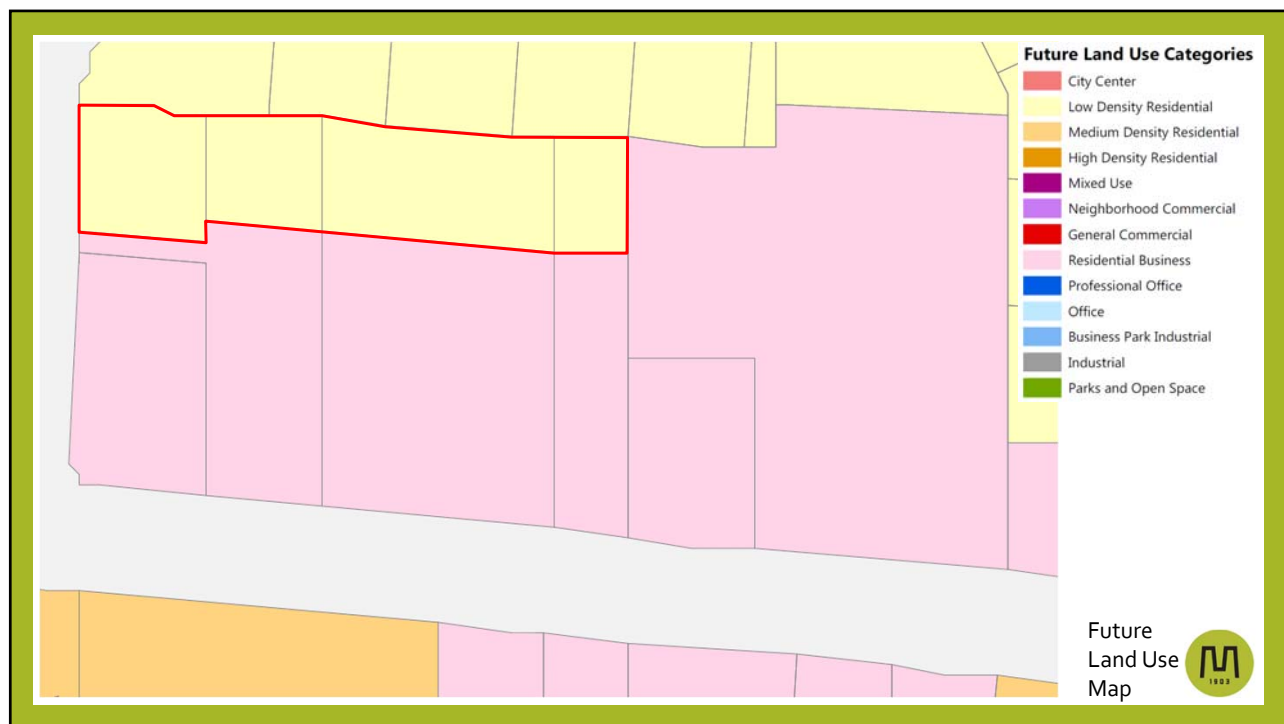 Future Land Use Categories
City Center
Low Density Residential
Medium Density Residential
High Density Residential
Mixed Use
Neighborhood Commercial
General Commercial
Residential Business
Professional Office
Office
Business Park Industrial
Industrial
Parks and Open Space
Future
Land Use
Map
1803